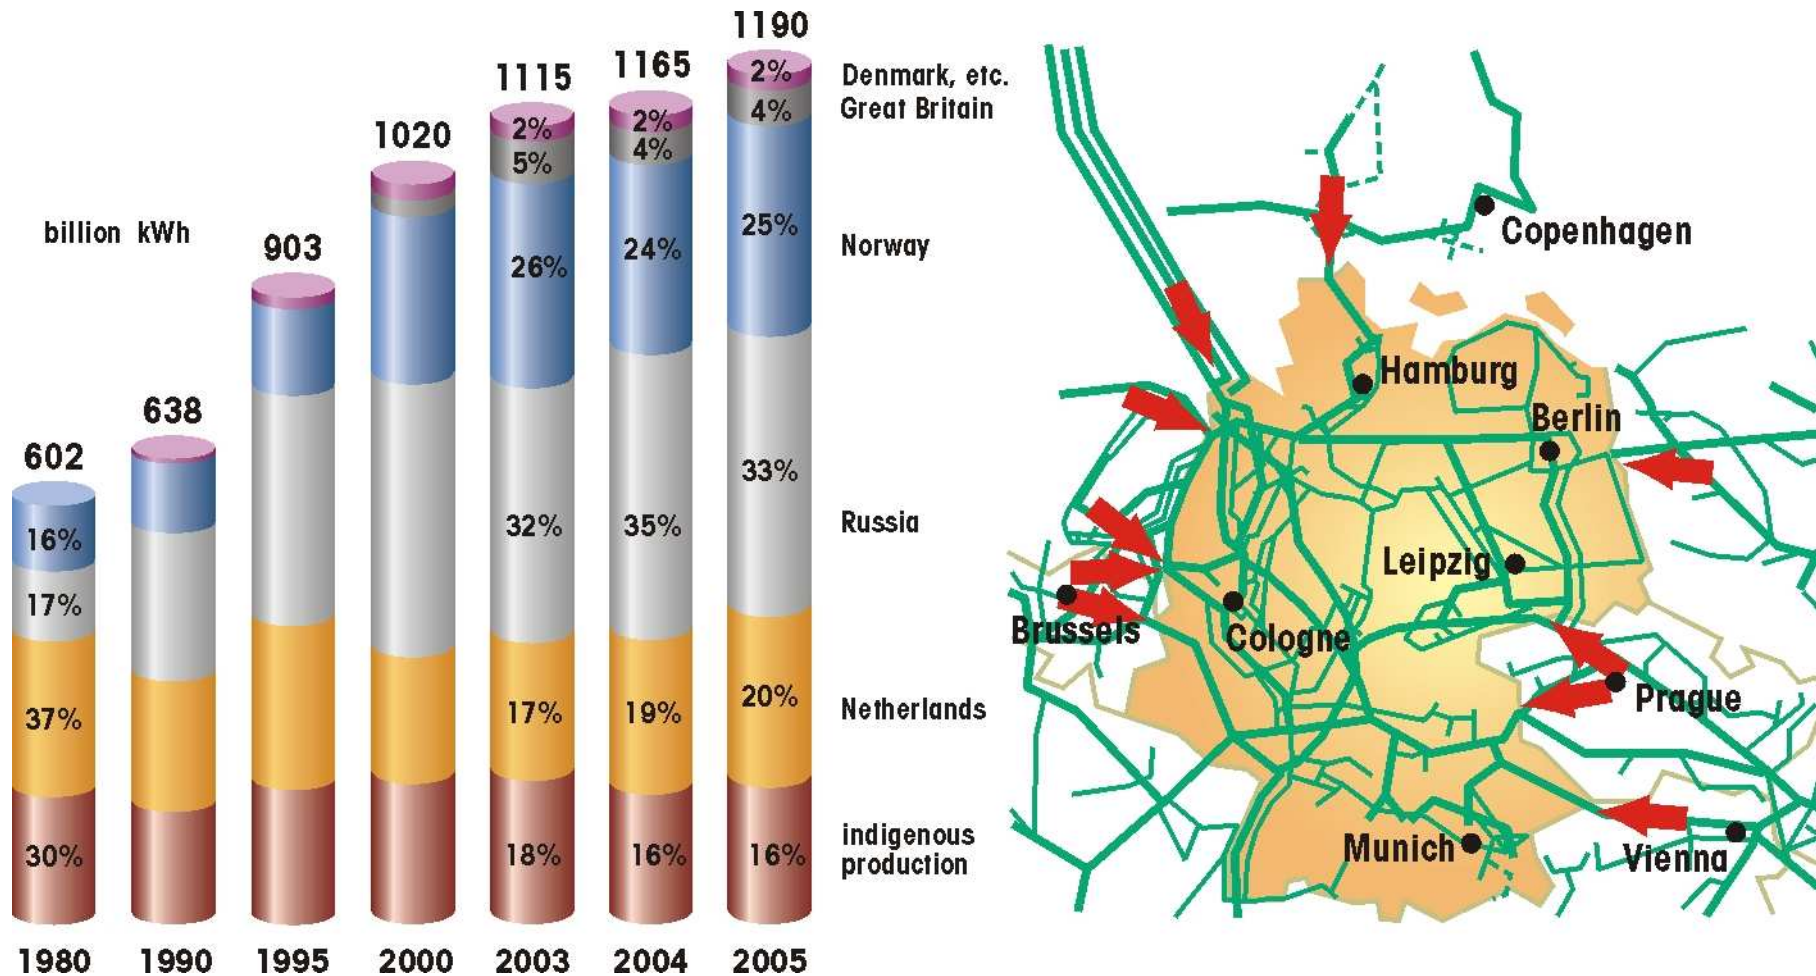 billion kWh
602
16%
17%
37%
30%
1980
638
1990
903
1995
1020
2000
1115
2%
5%
26%
32%
17%
18%
2003
1165
2%
4%
24%
35%
19%
16%
2004
1190
2%
4%
25%
33%
20%
16%
2005
Denmark, etc.
Great Britain
Norway
Russia
Netherlands
indigenous
production
Copenhagen
Hamburg
Berlin
Leipzig
Brussels
Cologne
Prague
Munich
Vienna